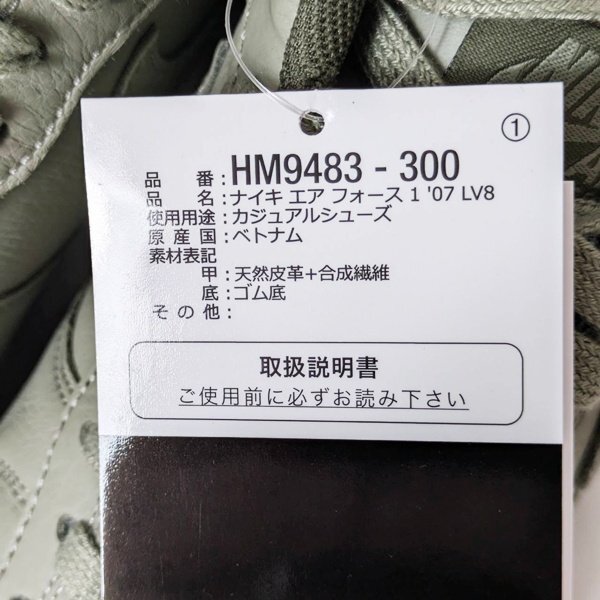 ①
品番:HM9483 - 300
品名:ナイキ エア フォース 1 '07 LV8
使用用途:カジュアルシューズ
原産国:ベトナム
素材表記
甲:天然皮革+合成繊維
底:ゴム底
その他:
取扱説明書
ご使用前に必ずお読み下さい